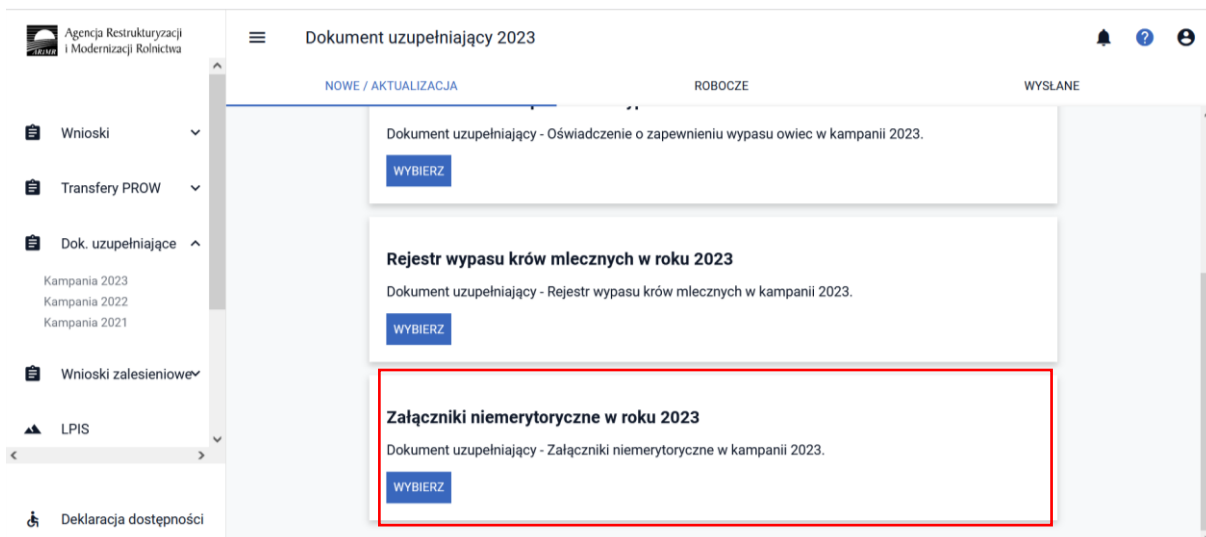 Agencja Restrukturyzacji
i Modernizacji Rolnictwa
ARiMR
Dokument uzupełniający 2023
NOWE / AKTUALIZACJA
ROBOCZE
WYSŁANE
Wnioski
Transfery PROW
Dok. uzupełniające
Kampania 2023
Kampania 2022
Kampania 2021
Wnioski zalesieniowe
LPIS
Deklaracja dostępności
Dokument uzupełniający - Oświadczenie o zapewnieniu wypasu owiec w kampanii 2023.
WYBIERZ
Rejestr wypasu krów mlecznych w roku 2023
Dokument uzupełniający - Rejestr wypasu krów mlecznych w kampanii 2023.
WYBIERZ
Załączniki niemerytoryczne w roku 2023
Dokument uzupełniający - Załączniki niemerytoryczne w kampanii 2023.
WYBIERZ